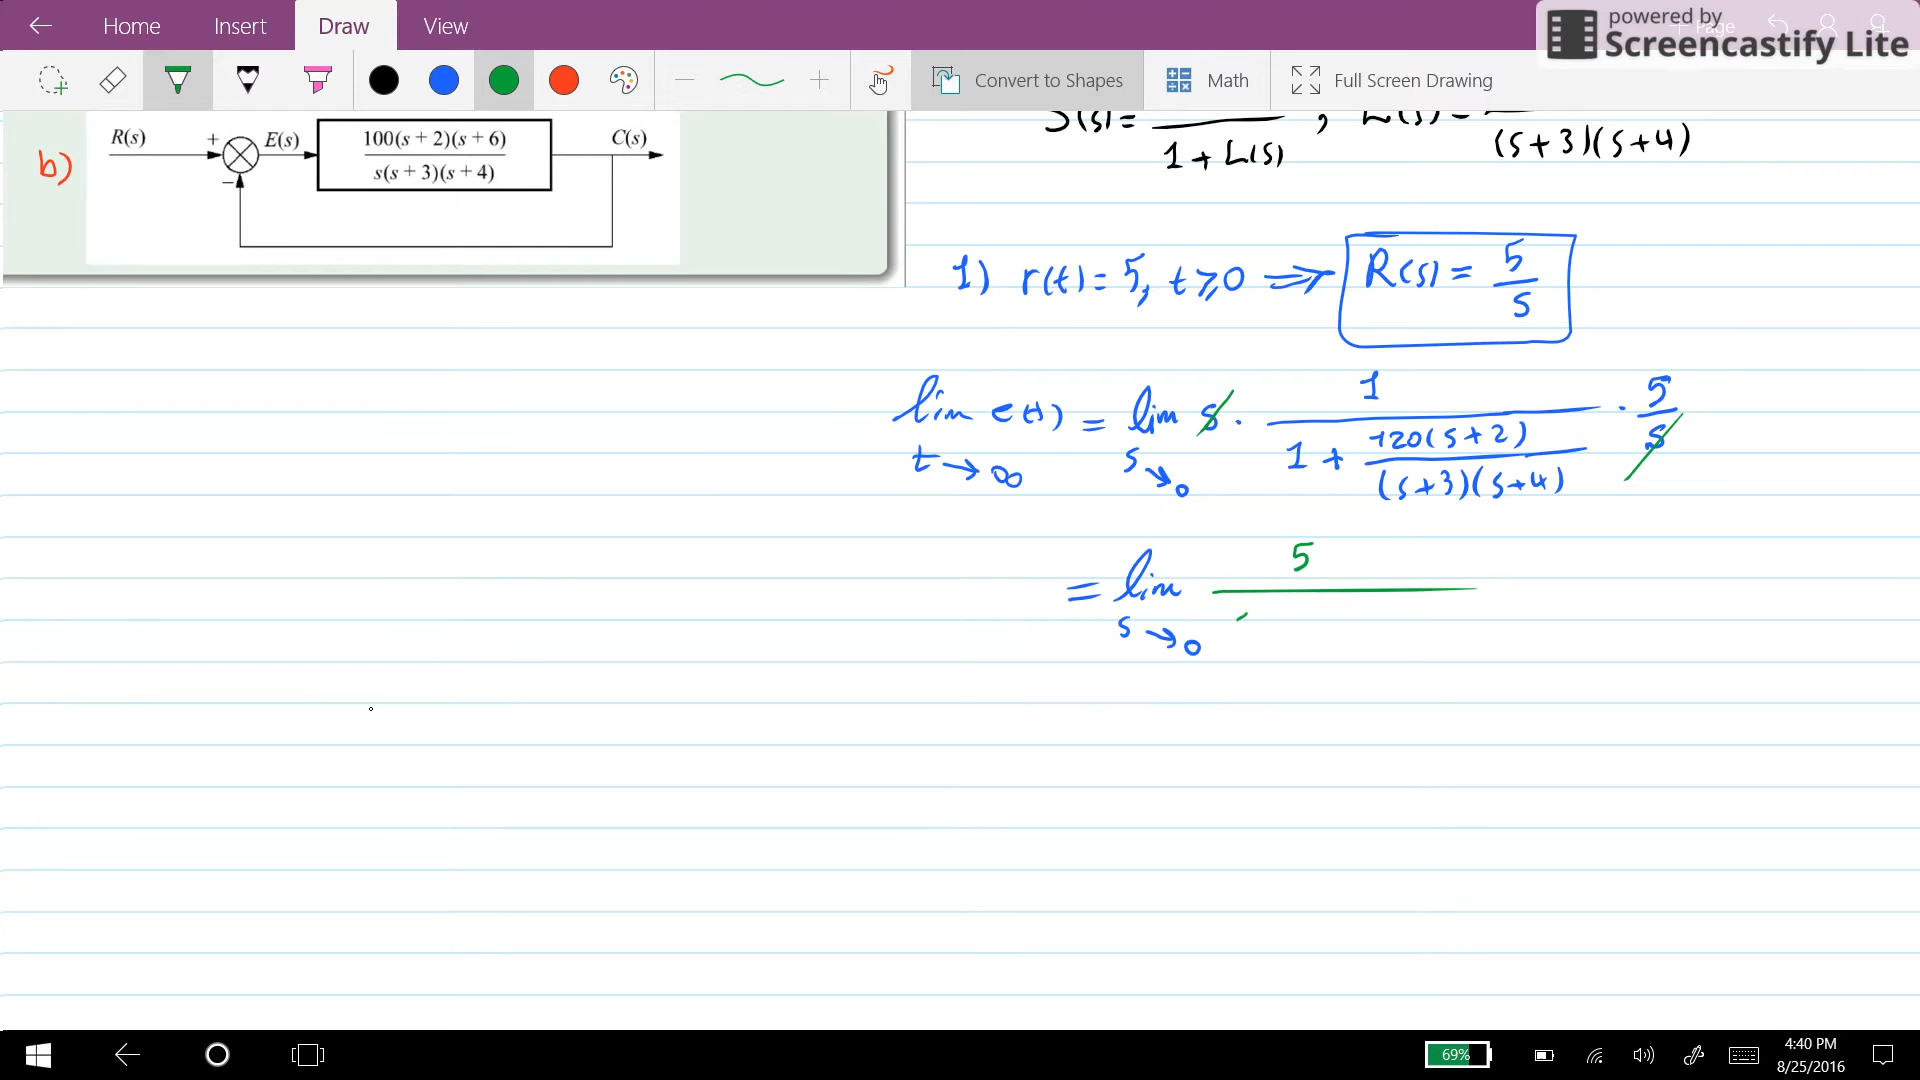 Home Insert Draw View
powered by
Screencastify Lite
Page
Convert to Shapes Math Full Screen Drawing
b)
R(s) + E(s) 100(s + 2)(s + 6) C(s)
− s(s + 3)(s + 4)
S(s) = , L(s) =
1 + L(s) (s+3)(s+4)
1) r(t) = 5, t ≥ 0 ⟹ R(s) = 5
s
1 5
lim e(t) = lim s · ·
t → ∞ s → 0 1 + 120(s+2) s
(s+3)(s+4)
= lim 5
s → 0
69%
4:40 PM
8/25/2016